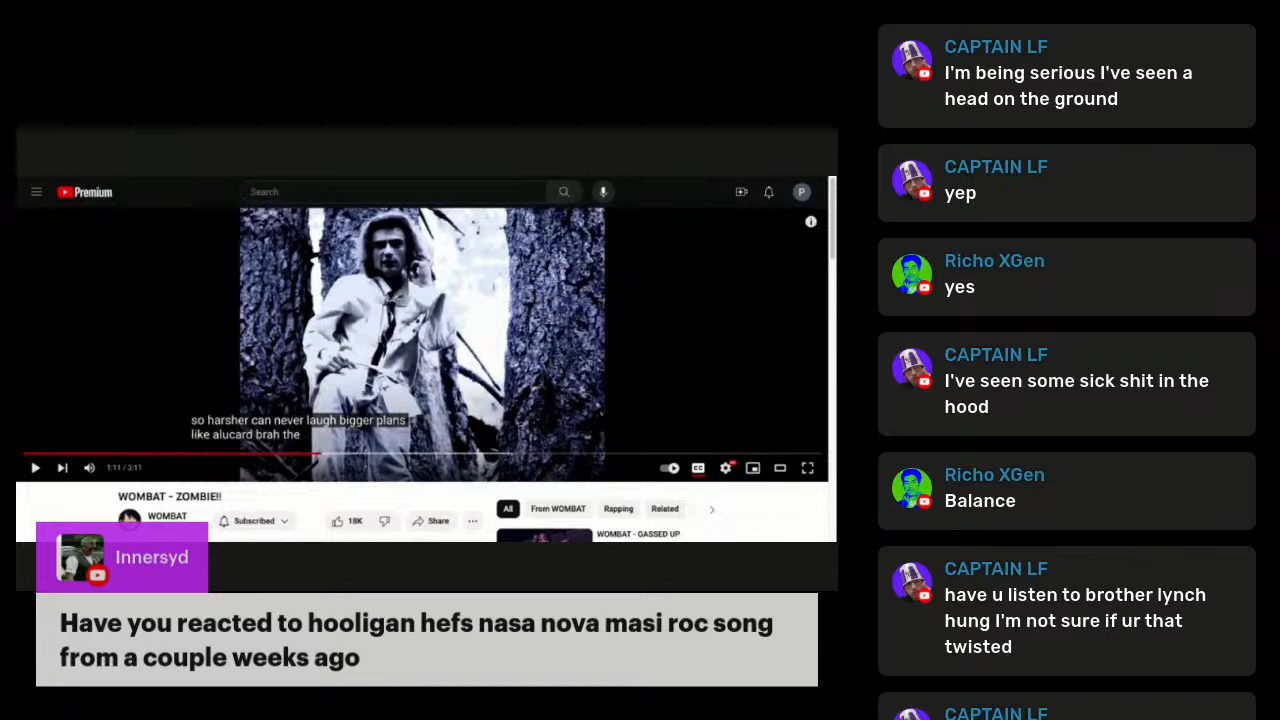 Premium
Search
P
so harsher can never laugh bigger plans
like alucard brah the
1:11 / 3:11
CC
WOMBAT - ZOMBIE!!
WOMBAT
Subscribed
18K
Share
All
From WOMBAT
Rapping
Related
WOMBAT - GASSED UP
Innersyd
Have you reacted to hooligan hefs nasa nova masi roc song
from a couple weeks ago
CAPTAIN LF
I'm being serious I've seen a
head on the ground
CAPTAIN LF
yep
Richo XGen
yes
CAPTAIN LF
I've seen some sick shit in the
hood
Richo XGen
Balance
CAPTAIN LF
have u listen to brother lynch
hung I'm not sure if ur that
twisted
CAPTAIN LF